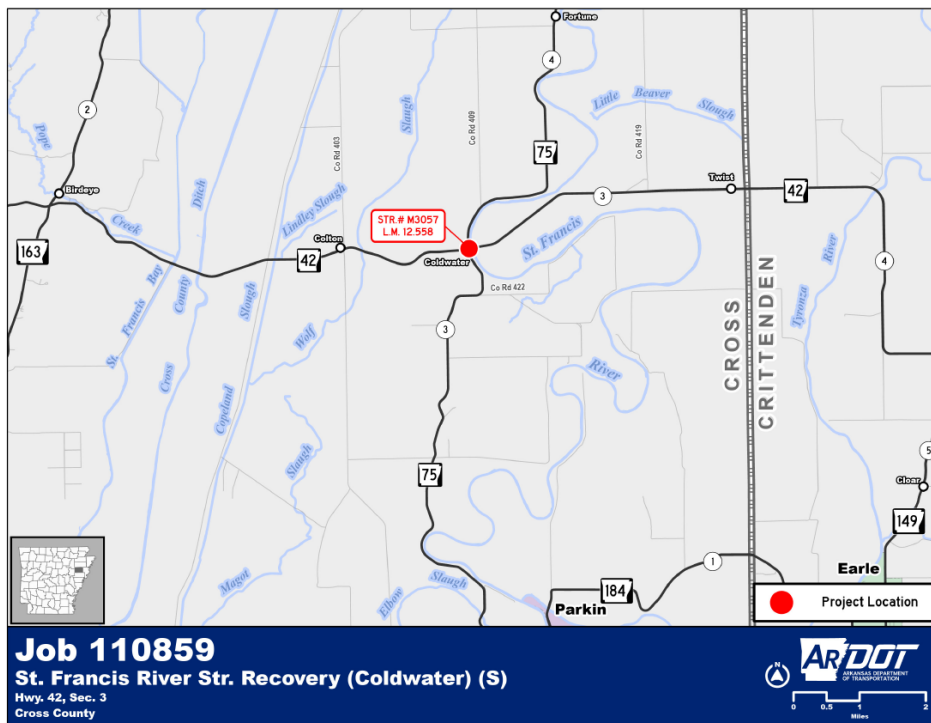 Fortune
4
Little Beaver Slough
2
Pope
Slaugh
Co Rd 403
Co Rd 409
Co Rd 419
75
Twist
Birdeye
3
42
Ditch
Lindley Slough
STR.# M3057
L.M. 12.558
St. Francis
River
Creek
Colton
Coldwater
163
42
4
Bay
County
Slough
Co Rd 422
CROSS
CRITTENDEN
Tyronza
St. Francis
Wolf
3
River
Cross
Copeland
Slaugh
75
5
Clear
149
Magot
Elbow
Slaugh
1
184
Earle
Parkin
Project Location
Job 110859
St. Francis River Str. Recovery (Coldwater) (S)
Hwy. 42, Sec. 3
Cross County
N
ARDOT
ARKANSAS DEPARTMENT
OF TRANSPORTATION
0 0.5 1 2
Miles